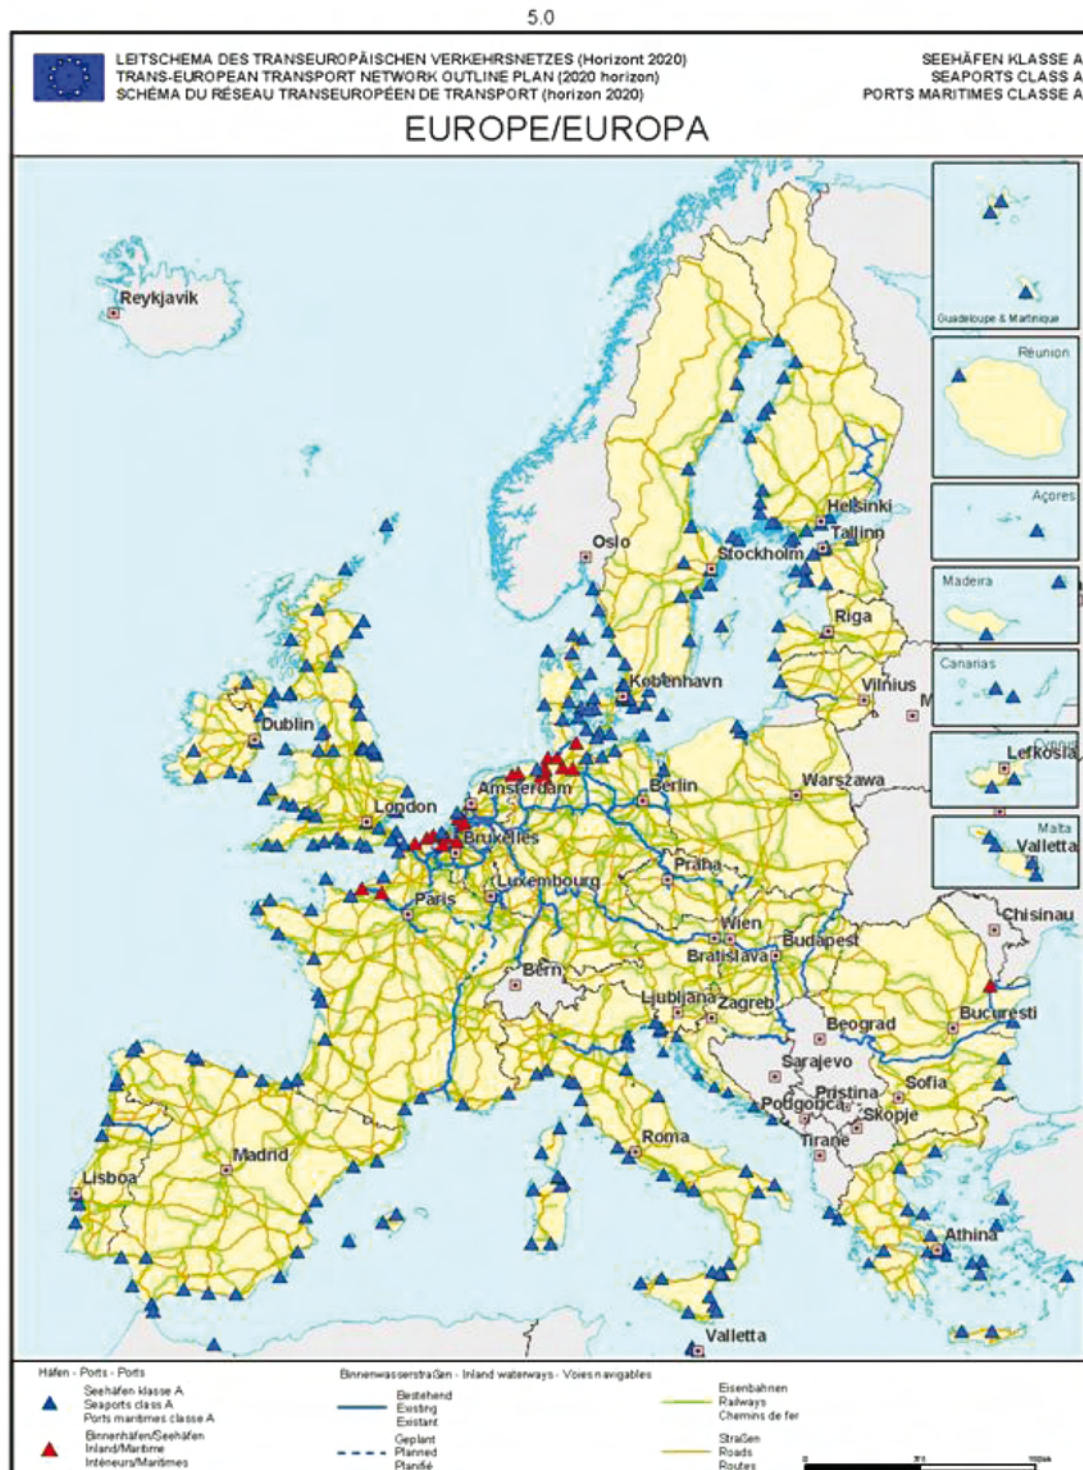 5.0
LEITSCHEMA DES TRANSEUROPÄISCHEN VERKEHRSNETZES (Horizont 2020)
TRANS-EUROPEAN TRANSPORT NETWORK OUTLINE PLAN (2020 horizon)
SCHÉMA DU RÉSEAU TRANSEUROPÉEN DE TRANSPORT (horizon 2020)
SEEHÄFEN KLASSE A
SEAPORTS CLASS A
PORTS MARITIMES CLASSE A
EUROPE/EUROPA
Guadeloupe & Martinique
Reykjavik
Réunion
Açores
Helsinki
Tallinn
Oslo
Stockholm
Madeira
Riga
Canarias
København
Vilnius
M
Dublin
Lefkosia
Amsterdam
Berlin
Warszawa
London
Malta
Bruxelles
Valletta
Praha
Luxembourg
Paris
Chisinau
Wien
Budapest
Bratislava
Bern
Ljubljana
Zagreb
Bucuresti
Beograd
Sarajevo
Sofia
Pristina
Podgorica
Skopje
Roma
Tirane
Madrid
Lisboa
Athina
Valletta
Häfen - Ports - Ports
Seehäfen klasse A
Seaports class A
Ports maritimes classe A
Binnenhäfen/Seehäfen
Inland/Maritime
Intérieurs/Maritimes
Binnenwasserstraßen - Inland waterways - Voies navigables
Bestehend
Existing
Existant
Geplant
Planned
Planifié
Eisenbahnen
Railways
Chemins de fer
Straßen
Roads
Routes